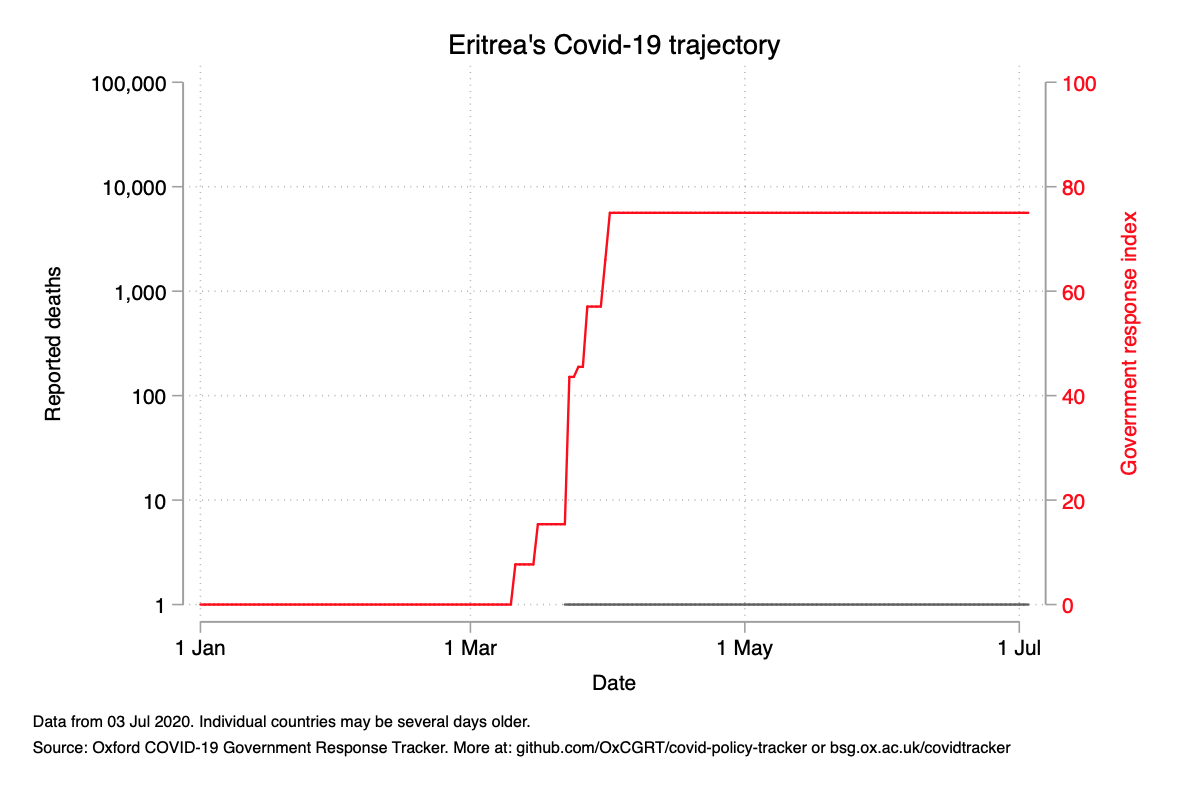 Eritrea's Covid-19 trajectory
100,000
10,000
1,000
100
10
1
Reported deaths
100
80
60
40
20
0
Government response index
1 Jan
1 Mar
1 May
1 Jul
Date
Data from 03 Jul 2020. Individual countries may be several days older.
Source: Oxford COVID-19 Government Response Tracker. More at: github.com/OxCGRT/covid-policy-tracker or bsg.ox.ac.uk/covidtracker